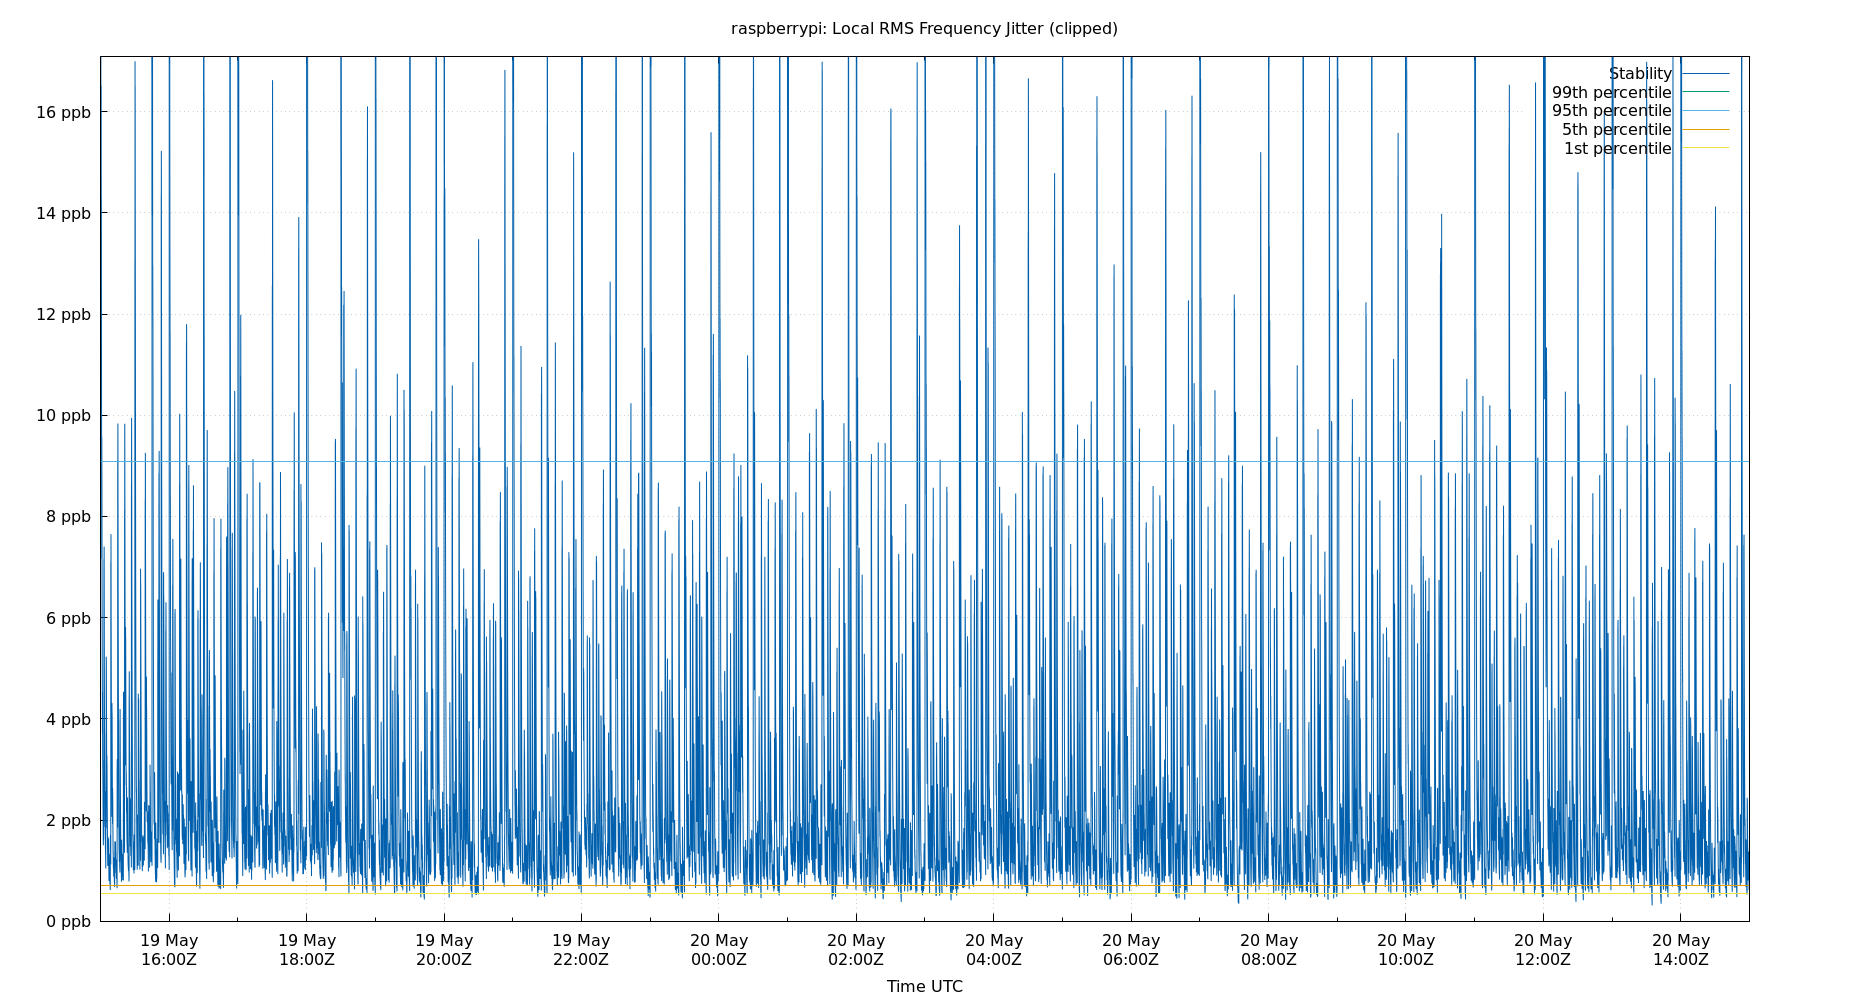 raspberrypi: Local RMS Frequency Jitter (clipped)
Stability
99th percentile
95th percentile
5th percentile
1st percentile
16 ppb
14 ppb
12 ppb
10 ppb
8 ppb
6 ppb
4 ppb
2 ppb
0 ppb
19 May 19 May 19 May 19 May 20 May 20 May 20 May 20 May 20 May 20 May 20 May 20 May
16:00Z 18:00Z 20:00Z 22:00Z 00:00Z 02:00Z 04:00Z 06:00Z 08:00Z 10:00Z 12:00Z 14:00Z
Time UTC